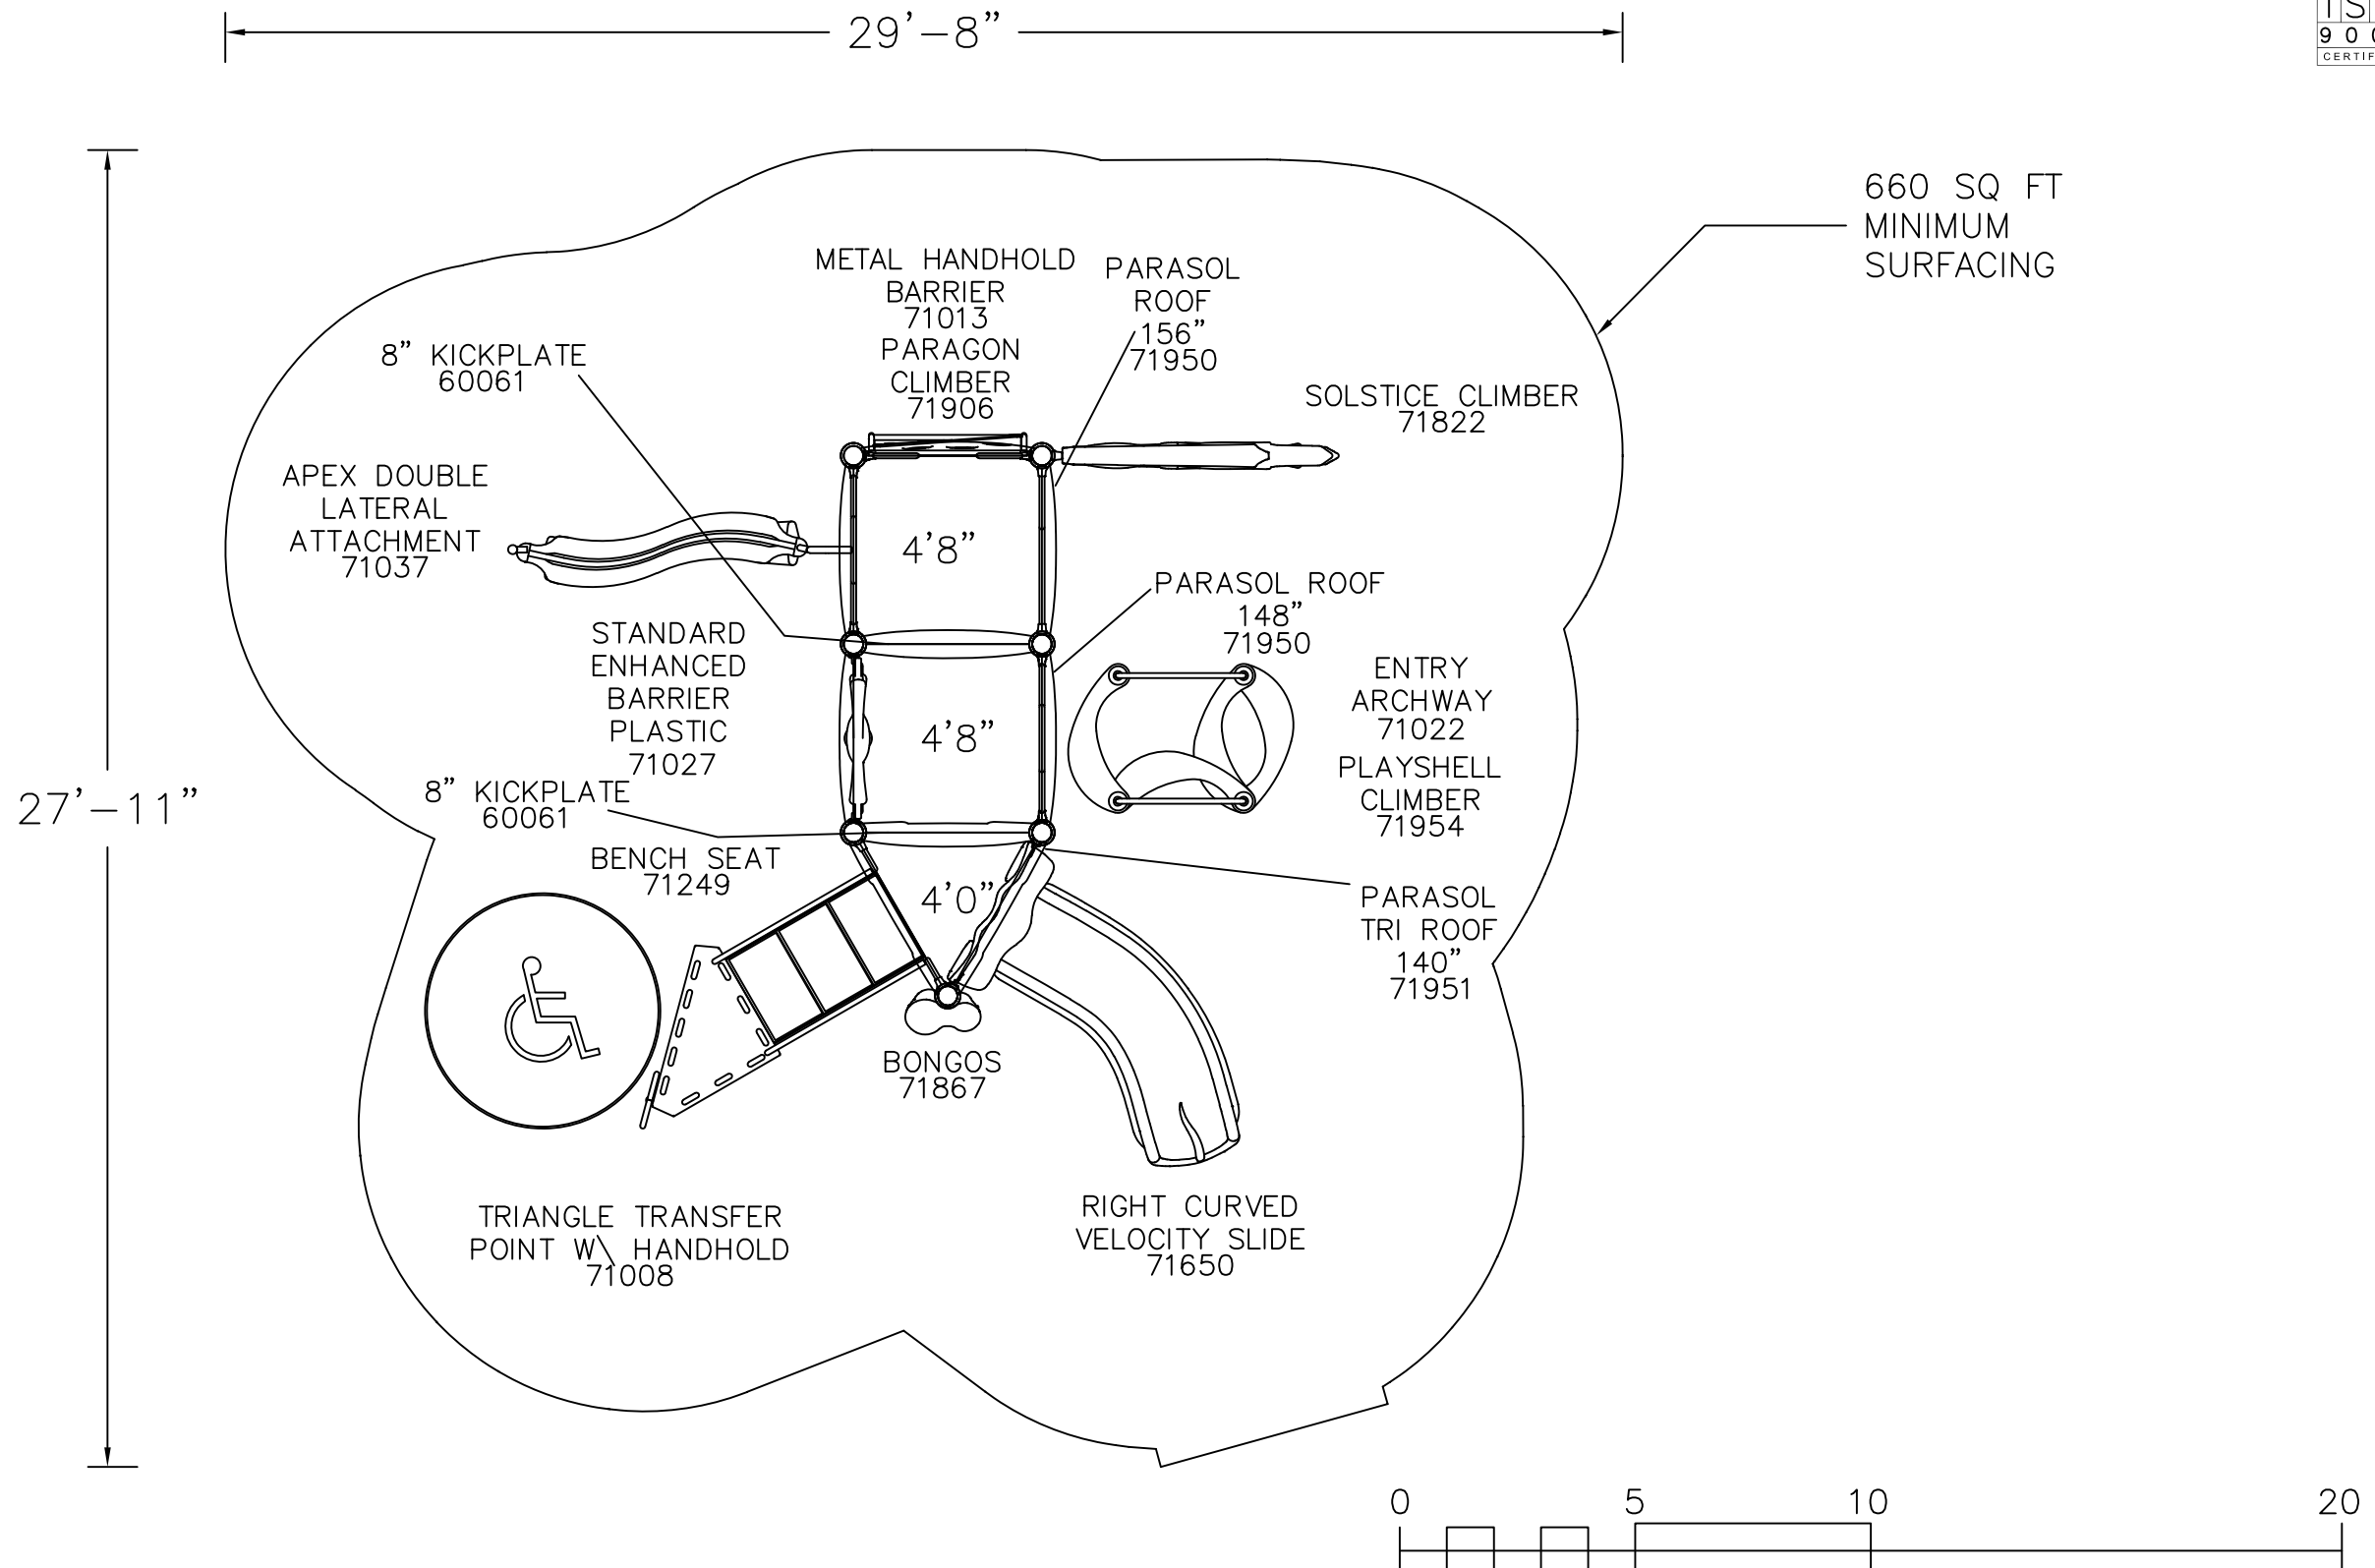 29'-8"
9 0
CERTIF
660 SQ FT
MINIMUM
SURFACING
METAL HANDHOLD
BARRIER
71013
PARAGON
CLIMBER
71906
PARASOL
ROOF
156"
71950
8" KICKPLATE
60061
SOLSTICE CLIMBER
71822
APEX DOUBLE
LATERAL
ATTACHMENT
71037
4'8"
PARASOL ROOF
148"
71950
STANDARD
ENHANCED
BARRIER
PLASTIC
71027
4'8"
ENTRY
ARCHWAY
71022
PLAYSHELL
CLIMBER
71954
27'-11"
8" KICKPLATE
60061
BENCH SEAT
71249
4'0"
PARASOL
TRI ROOF
140"
71951
BONGOS
71867
TRIANGLE TRANSFER
POINT W\ HANDHOLD
71008
RIGHT CURVED
VELOCITY SLIDE
71650
0 5 10 20